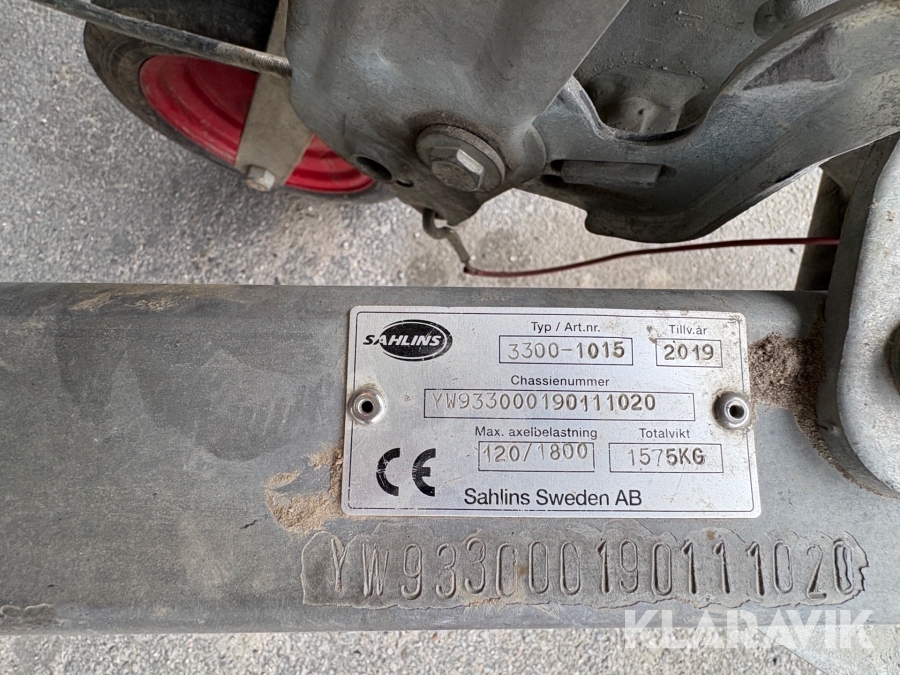 SAHLINS
Typ / Art.nr. Tillv.år
3300-1015 2019
Chassienummer
YW933000190111020
Max. axelbelastning Totalvikt
120/1800 1575KG
CE
Sahlins Sweden AB
YW933000190111020
KLARAVIK